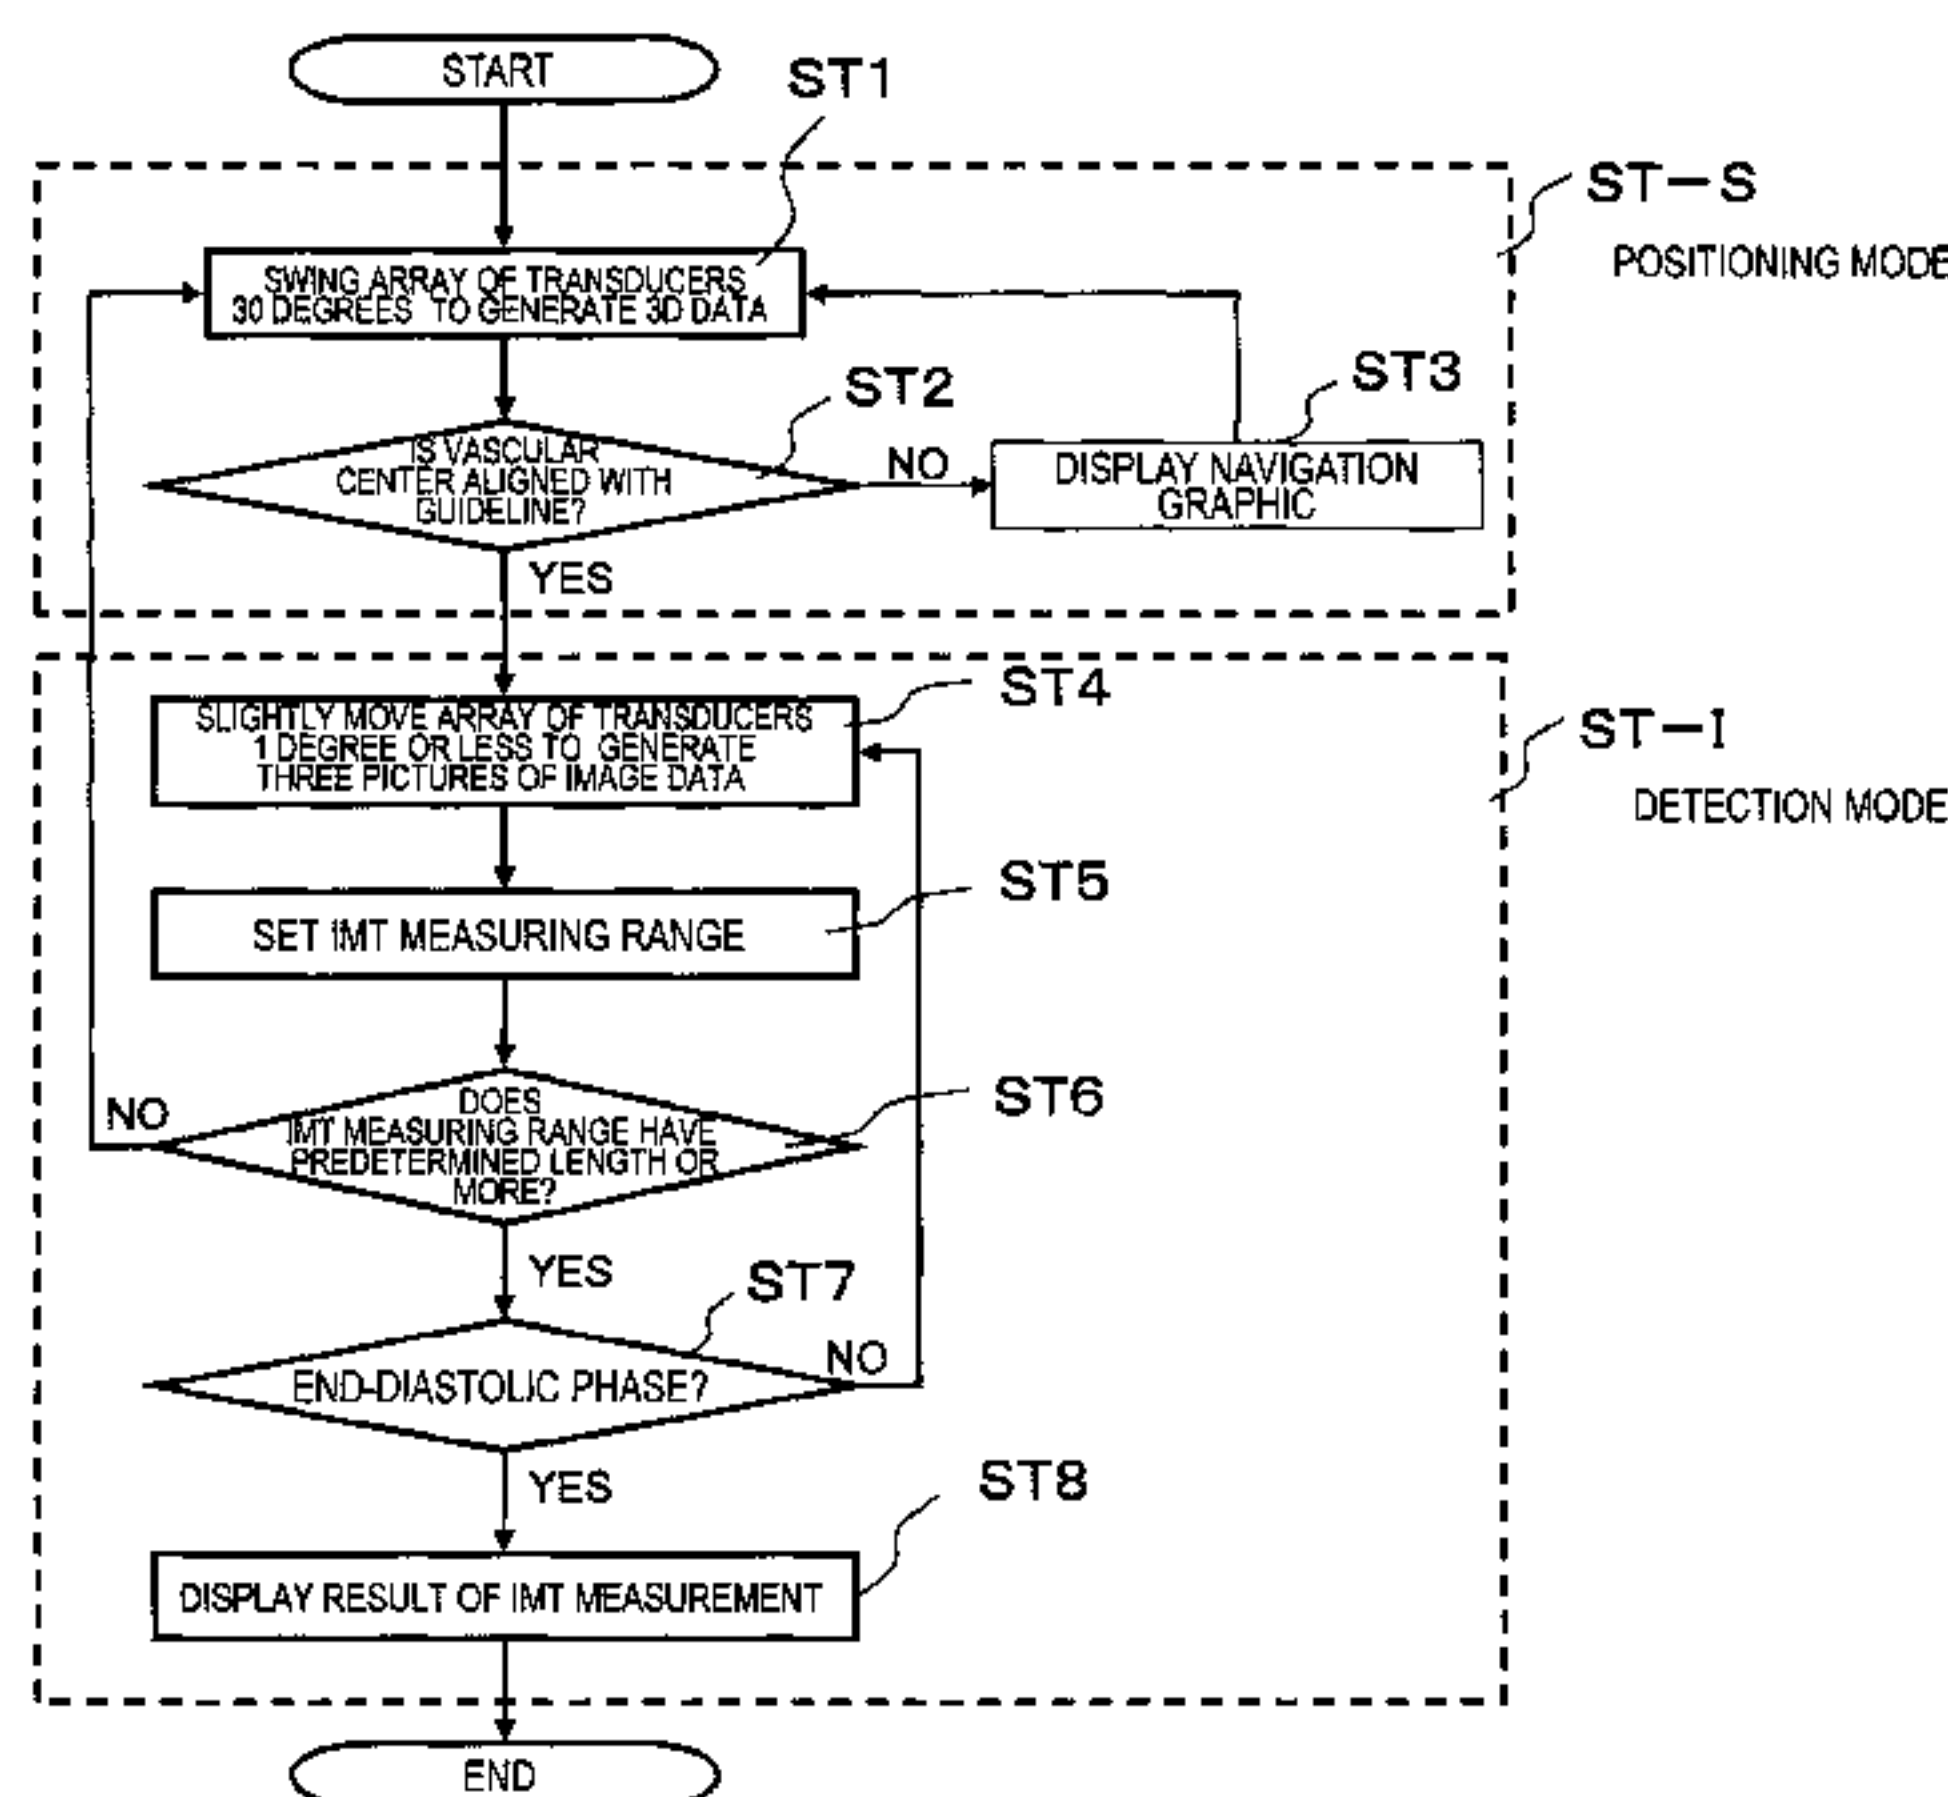 START
ST1
ST-S
POSITIONING MODE
SWING ARRAY OF TRANSDUCERS
30 DEGREES TO GENERATE 3D DATA
ST2
ST3
IS VASCULAR
CENTER ALIGNED WITH
GUIDELINE?
NO
DISPLAY NAVIGATION
GRAPHIC
YES
ST4
ST-I
DETECTION MODE
SLIGHTLY MOVE ARRAY OF TRANSDUCERS
1 DEGREE OR LESS TO GENERATE
THREE PICTURES OF IMAGE DATA
ST5
SET IMT MEASURING RANGE
ST6
NO
DOES
IMT MEASURING RANGE HAVE
PREDETERMINED LENGTH OR
MORE?
YES
ST7
NO
END-DIASTOLIC PHASE?
YES
ST8
DISPLAY RESULT OF IMT MEASUREMENT
END